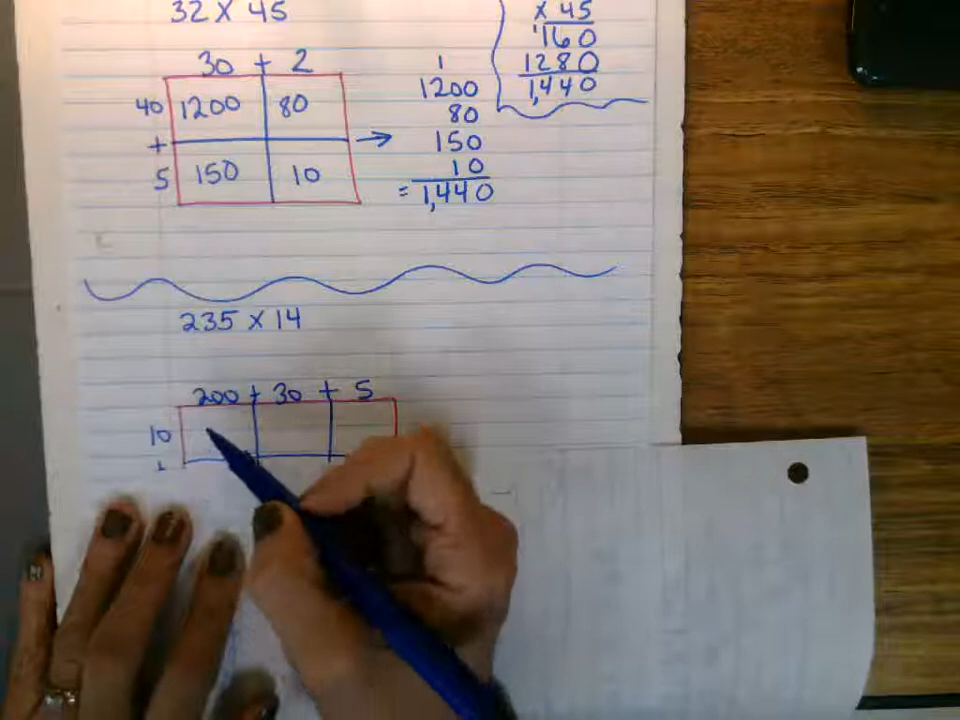 32 X 45
30 + 2
40 1200 80
+
5 150 10
1
1200
80
150
10
= 1,440
x 45
1160
1280
1,440
235 x 14
200 + 30 + 5
10
+